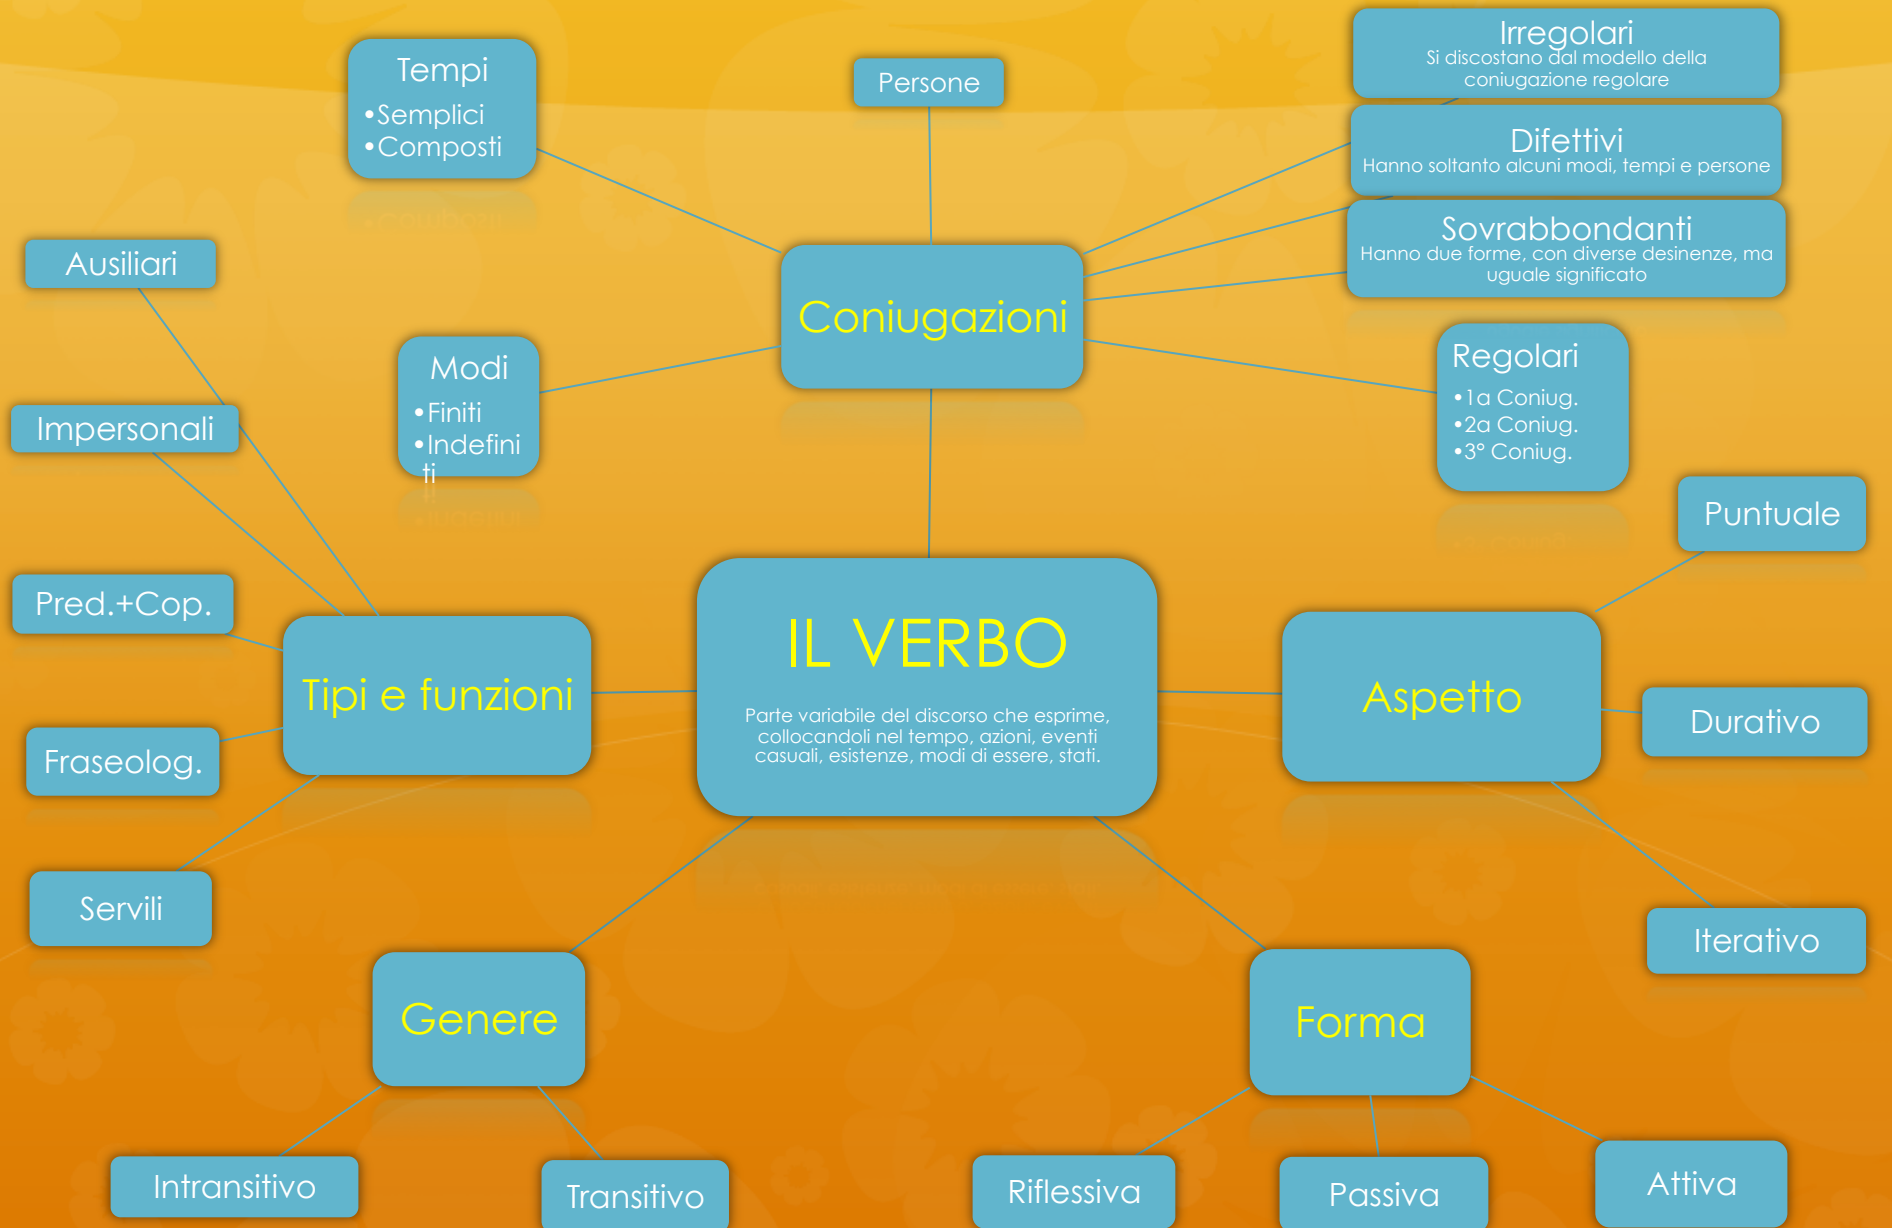 Tempi
•Semplici
•Composti
Persone
Irregolari
Si discostano dal modello della
coniugazione regolare
Difettivi
Hanno soltanto alcuni modi, tempi e persone
Sovrabbondanti
Hanno due forme, con diverse desinenze, ma
uguale significato
Ausiliari
Coniugazioni
Modi
•Finiti
•Indefini
ti
Regolari
•1a Coniug.
•2a Coniug.
•3° Coniug.
Impersonali
Puntuale
Pred.+Cop.
Tipi e funzioni
IL VERBO
Parte variabile del discorso che esprime,
collocandoli nel tempo, azioni, eventi
casuali, esistenze, modi di essere, stati.
Aspetto
Durativo
Fraseolog.
Servili
Iterativo
Genere
Forma
Intransitivo
Transitivo
Riflessiva
Passiva
Attiva